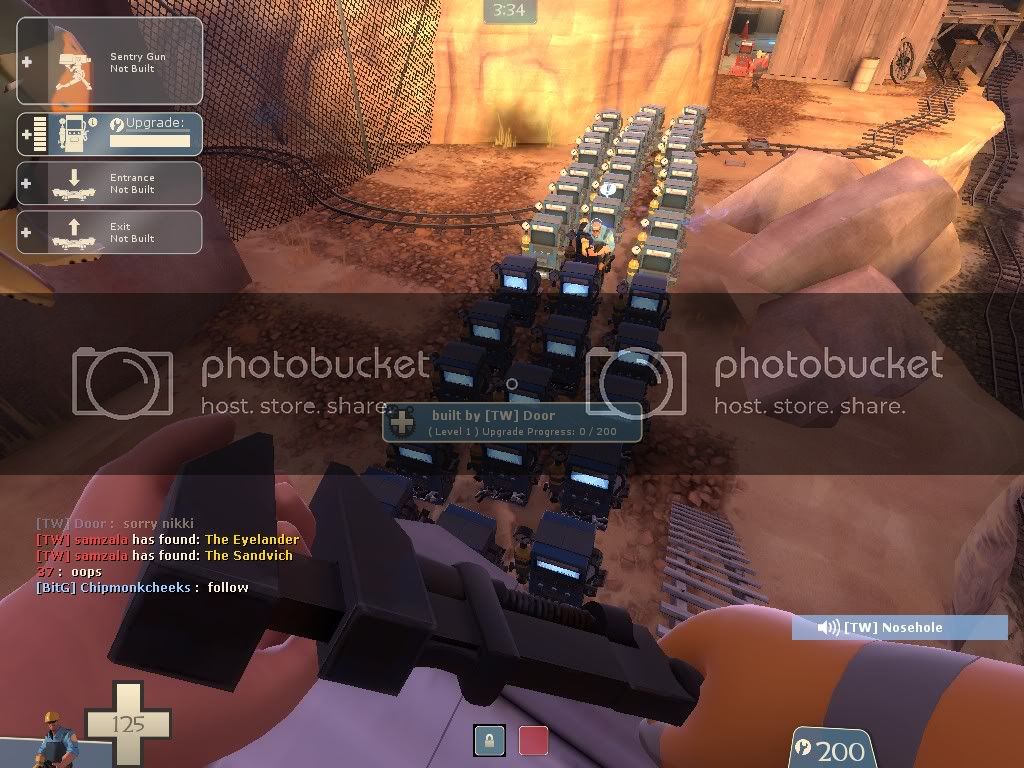 3:34
Sentry Gun
Not Built
Upgrade:
Entrance
Not Built
Exit
Not Built
photobucket
host. store. share.
photobucket
host. store. share.
built by [TW] Door
( Level 1 ) Upgrade Progress: 0 / 200
[TW] Door : sorry nikki
[TW] samzala has found: The Eyelander
[TW] samzala has found: The Sandvich
37 : oops
[BitG] Chipmonkcheeks : follow
[TW] Nosehole
125
200